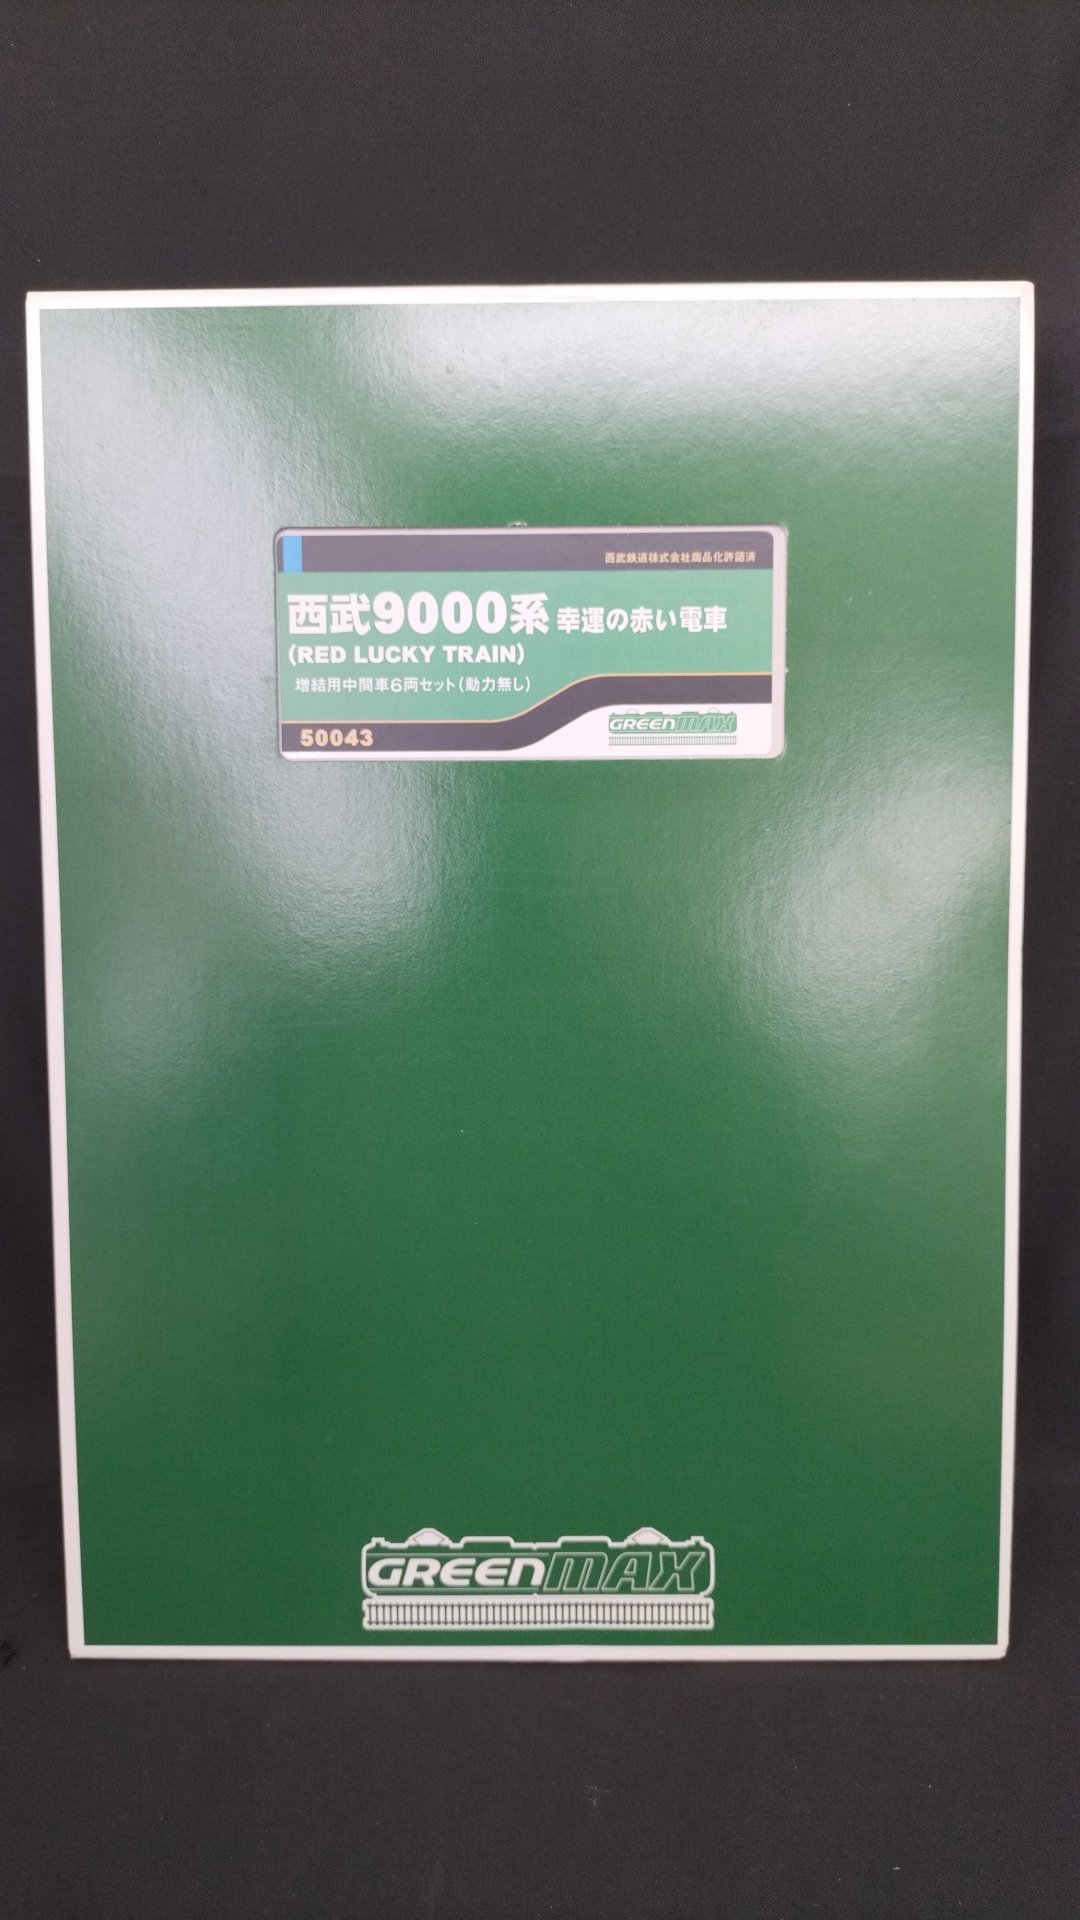 西武鉄道株式会社商品化許諾済
西武9000系 幸運の赤い電車
(RED LUCKY TRAIN)
増結用中間車6両セット(動力無し)
50043
GREENMAX
GREENMAX